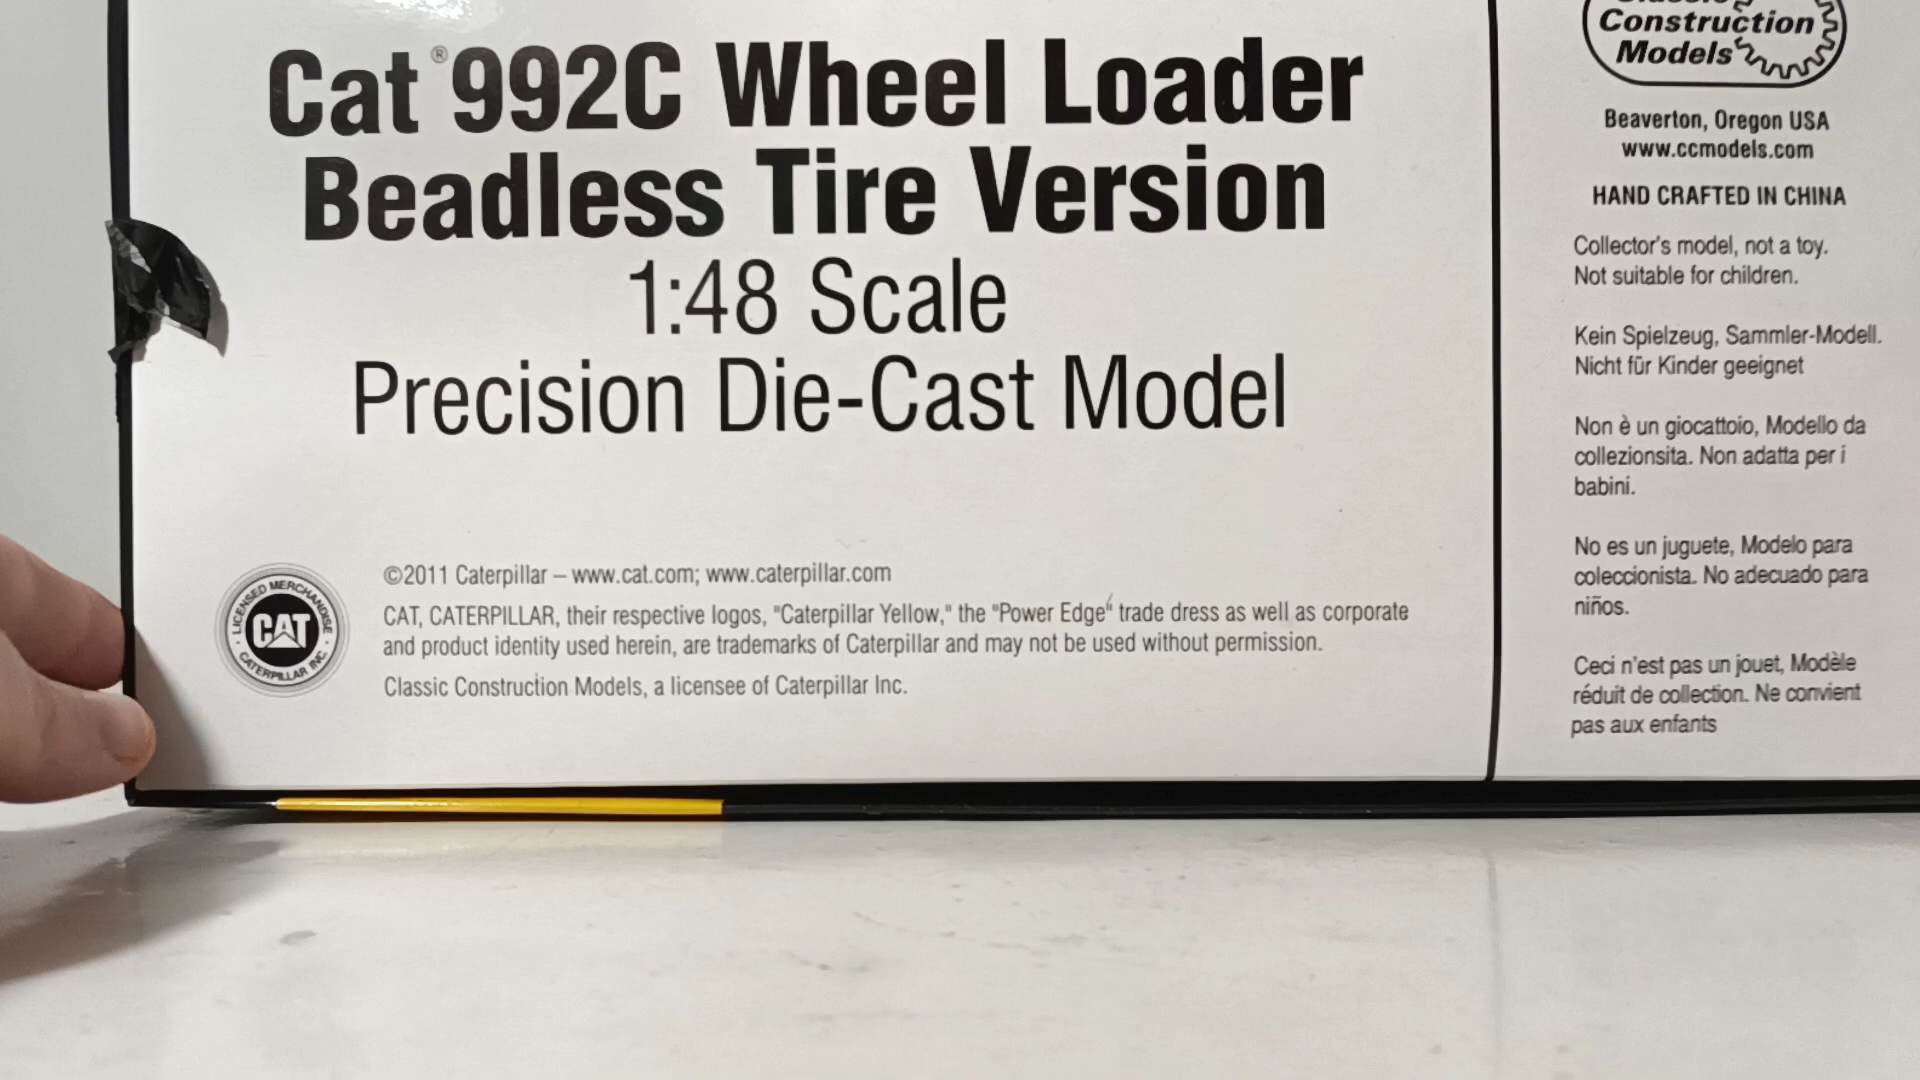 Cat® 992C Wheel Loader
Beadless Tire Version
1:48 Scale
Precision Die-Cast Model
LICENSED MERCHANDISE
CAT
CATERPILLAR INC.
©2011 Caterpillar – www.cat.com; www.caterpillar.com
CAT, CATERPILLAR, their respective logos, "Caterpillar Yellow," the "Power Edge" trade dress as well as corporate
and product identity used herein, are trademarks of Caterpillar and may not be used without permission.
Classic Construction Models, a licensee of Caterpillar Inc.
Classic
Construction
Models
Beaverton, Oregon USA
www.ccmodels.com
HAND CRAFTED IN CHINA
Collector's model, not a toy.
Not suitable for children.
Kein Spielzeug, Sammler-Modell.
Nicht für Kinder geeignet
Non è un giocattoio, Modello da
collezionsita. Non adatta per i
babini.
No es un juguete, Modelo para
coleccionista. No adecuado para
niños.
Ceci n'est pas un jouet, Modèle
réduit de collection. Ne convient
pas aux enfants